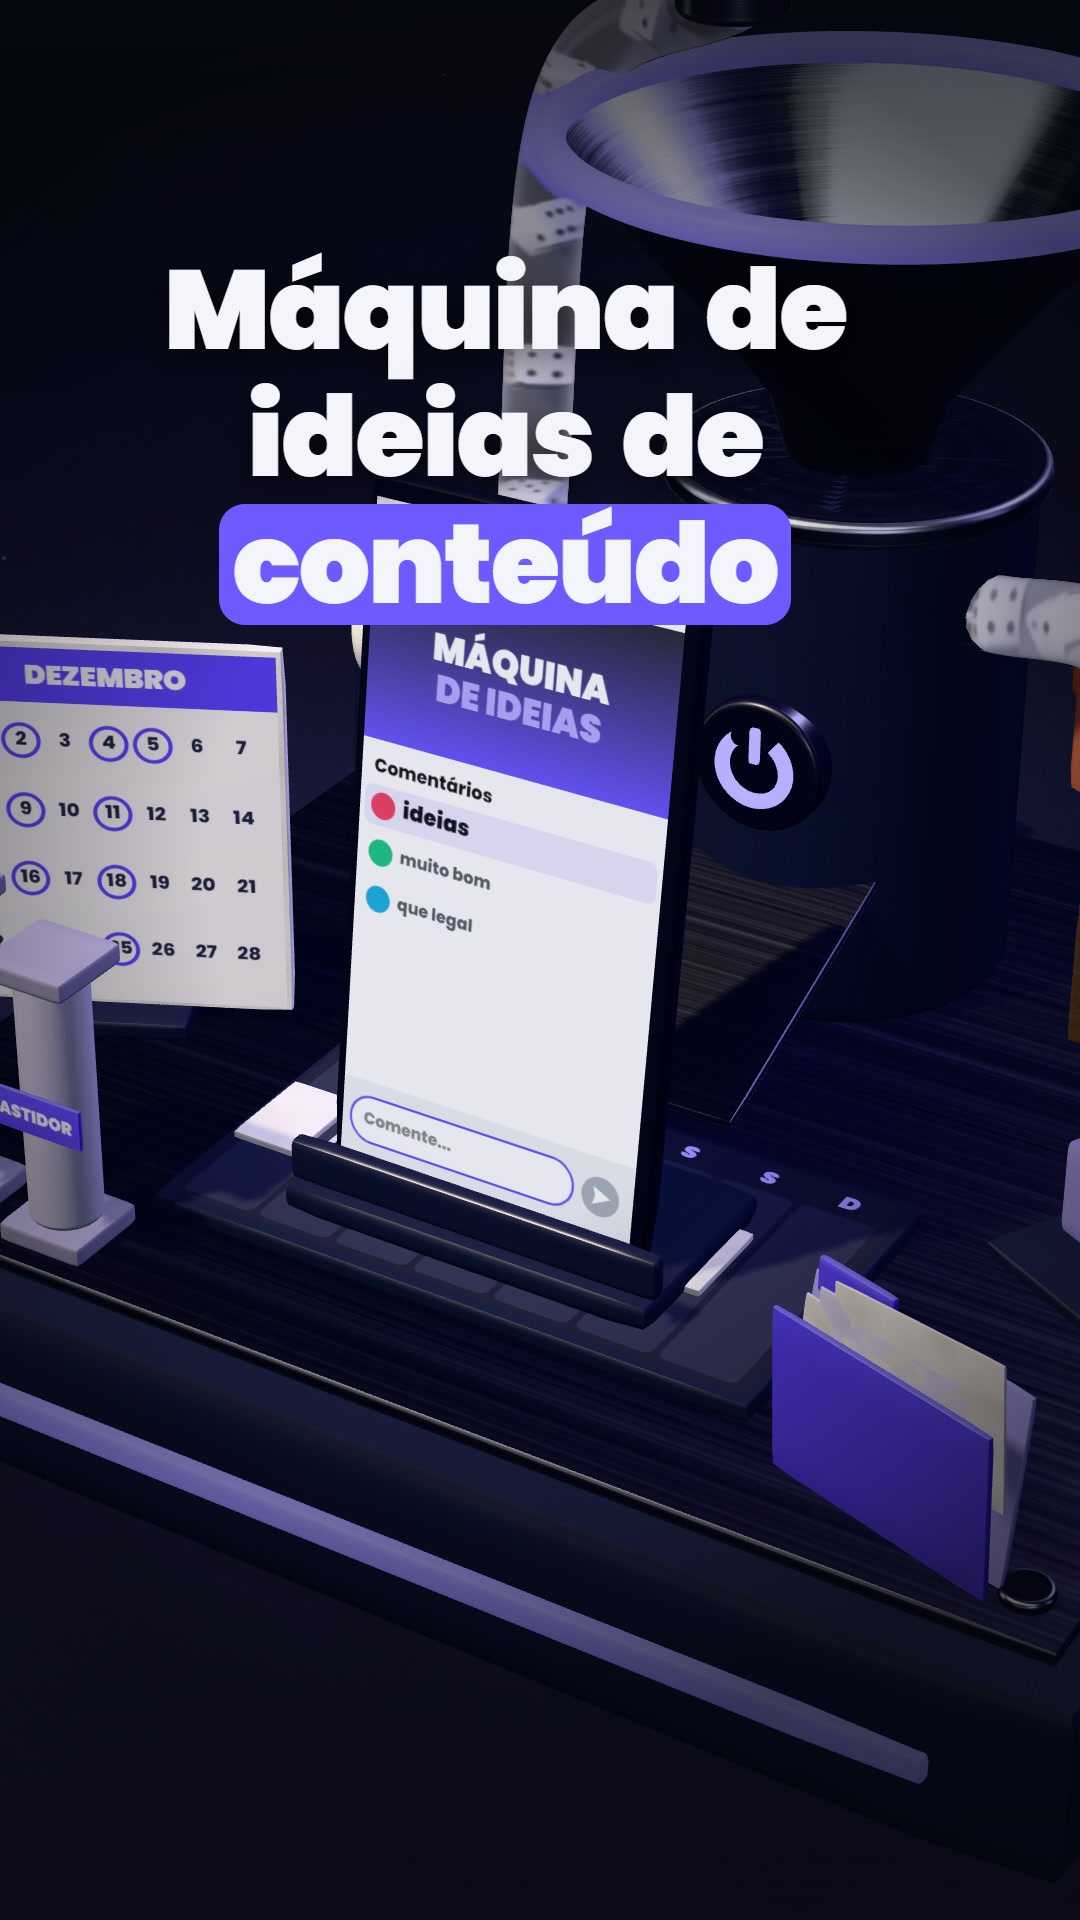 Máquina de
ideias de
conteúdo
DEZEMBRO
2 3 4 5 6 7
9 10 11 12 13 14
16 17 18 19 20 21
25 26 27 28
ASTIDOR
MÁQUINA
DE IDEIAS
Comentários
ideias
muito bom
que legal
Comente...
S S D